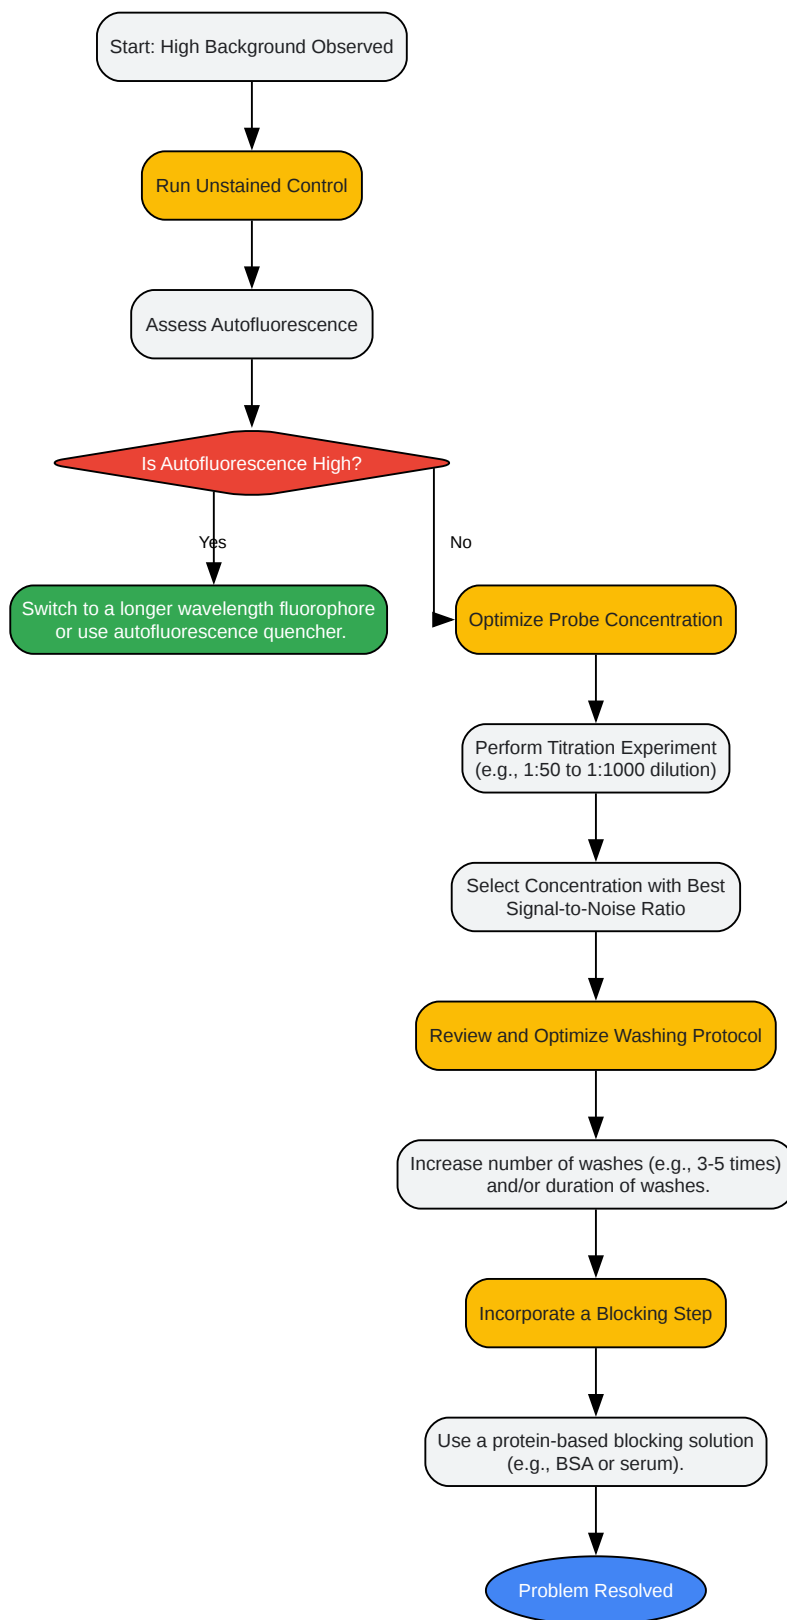 Start: High Background Observed
Run Unstained Control
Assess Autofluorescence
Is Autofluorescence High?
Yes
No
Switch to a longer wavelength fluorophore
or use autofluorescence quencher.
Optimize Probe Concentration
Perform Titration Experiment
(e.g., 1:50 to 1:1000 dilution)
Select Concentration with Best
Signal-to-Noise Ratio
Review and Optimize Washing Protocol
Increase number of washes (e.g., 3-5 times)
and/or duration of washes.
Incorporate a Blocking Step
Use a protein-based blocking solution
(e.g., BSA or serum).
Problem Resolved